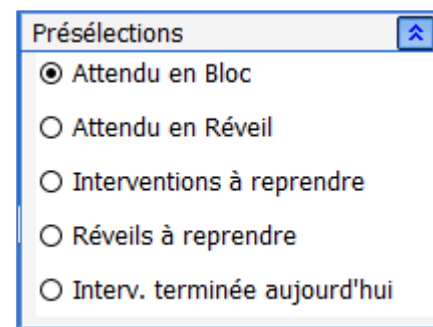 Présélections
Attendu en Bloc
Attendu en Réveil
Interventions à reprendre
Réveils à reprendre
Interv. terminée aujourd'hui